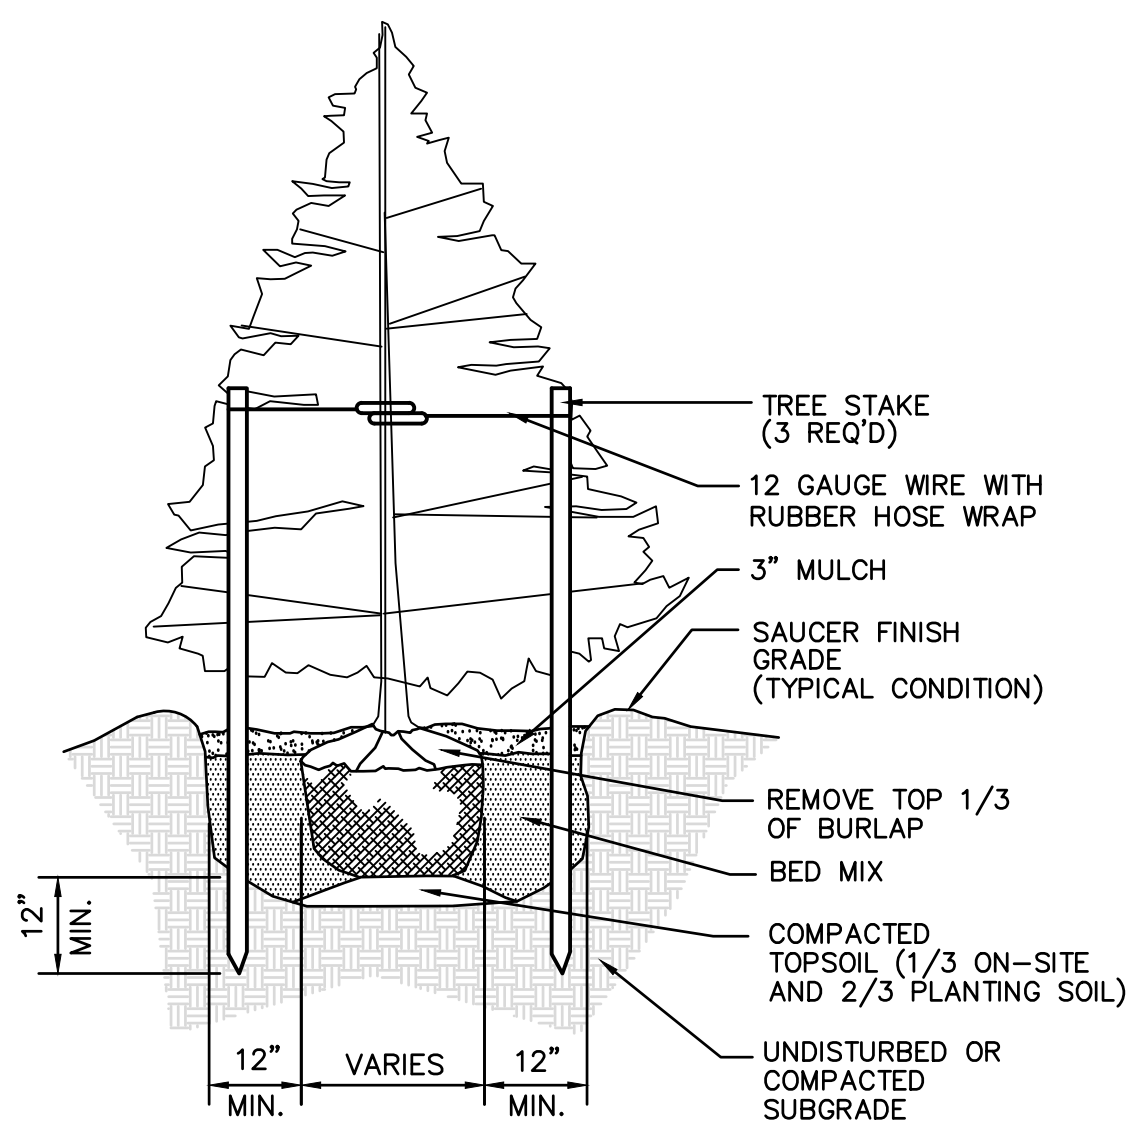 TREE STAKE
(3 REQ'D)
12 GAUGE WIRE WITH
RUBBER HOSE WRAP
3" MULCH
SAUCER FINISH
GRADE
(TYPICAL CONDITION)
REMOVE TOP 1/3
OF BURLAP
BED MIX
COMPACTED
TOPSOIL (1/3 ON-SITE
AND 2/3 PLANTING SOIL)
UNDISTURBED OR
COMPACTED
SUBGRADE
12"
MIN.
12"
MIN.
VARIES
12"
MIN.